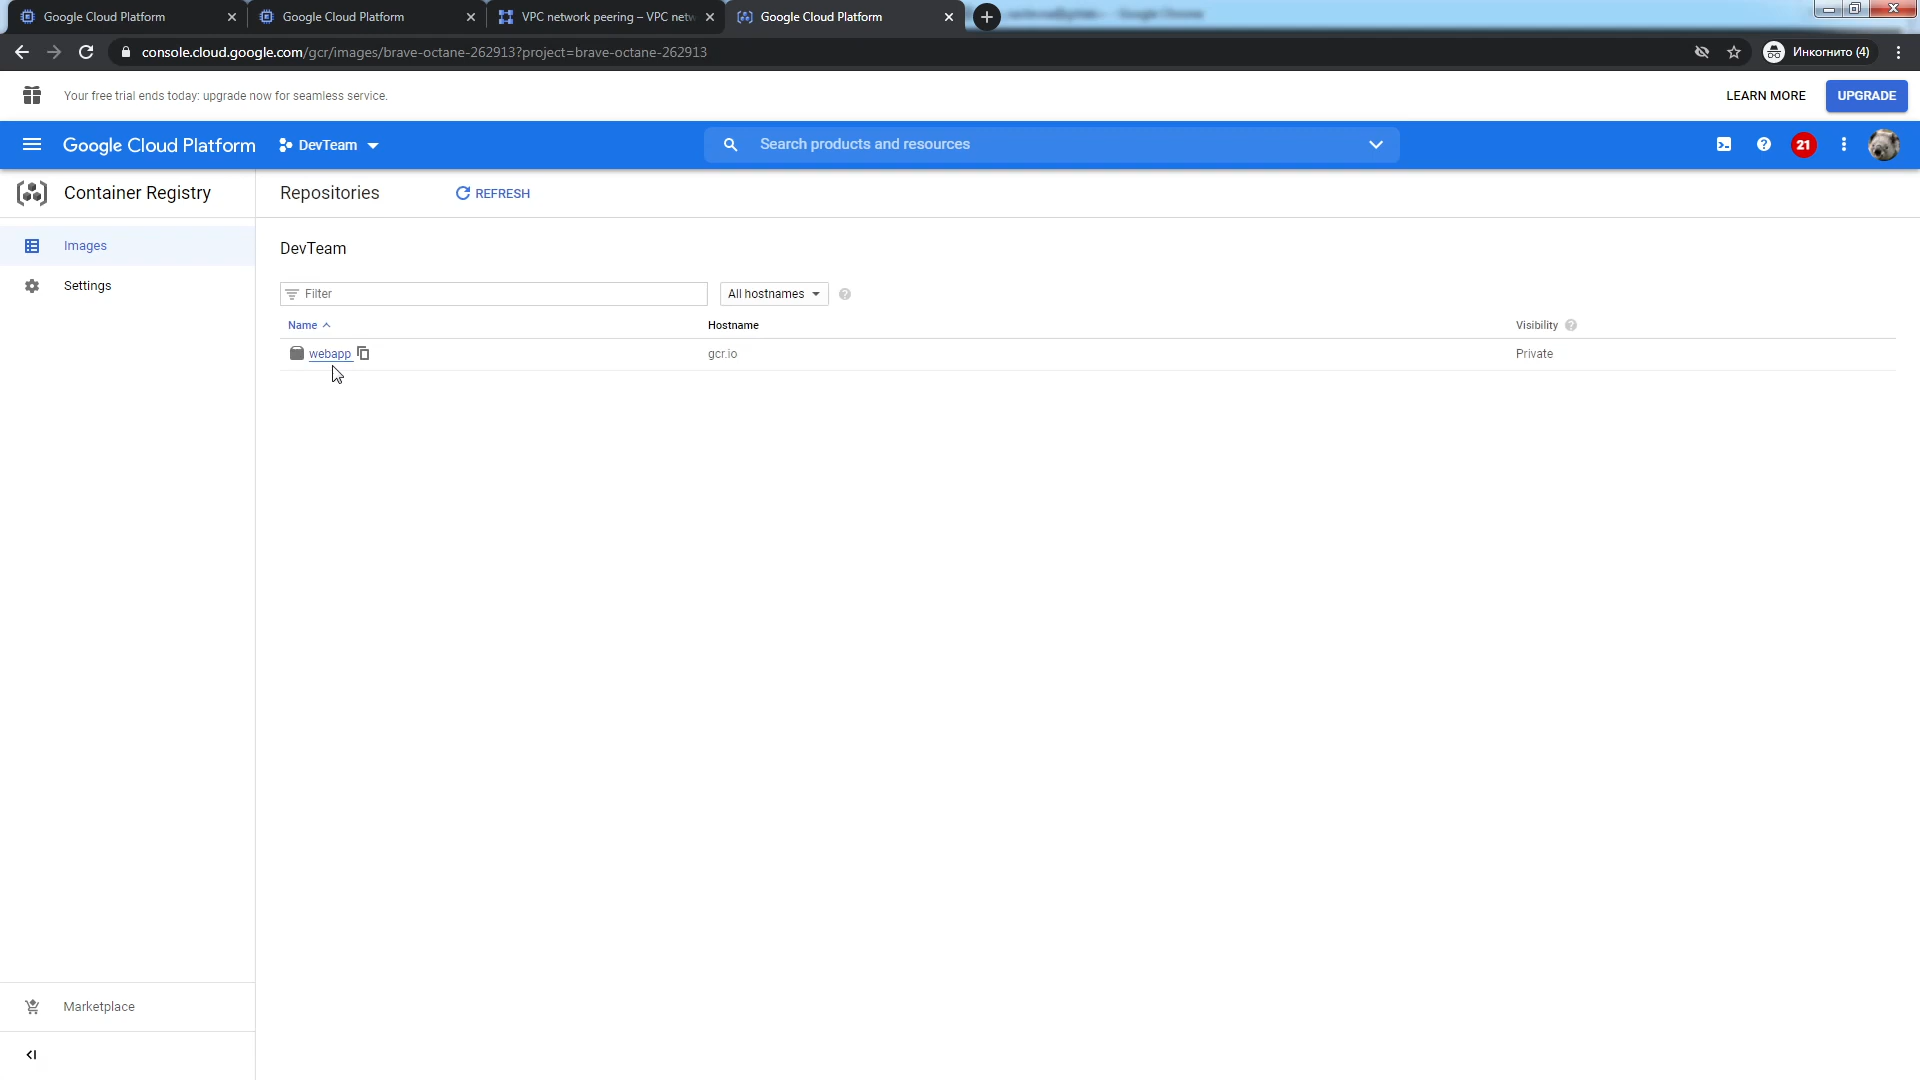 Google Cloud Platform
Google Cloud Platform
VPC network peering – VPC netw
Google Cloud Platform
Google Chrome
console.cloud.google.com/gcr/images/brave-octane-262913?project=brave-octane-262913
Инкогнито (4)
Your free trial ends today: upgrade now for seamless service.
LEARN MORE
UPGRADE
Google Cloud Platform
DevTeam
Search products and resources
21
Container Registry
Repositories
REFRESH
Images
Settings
DevTeam
Filter
All hostnames
Name
Hostname
Visibility
webapp
gcr.io
Private
Marketplace